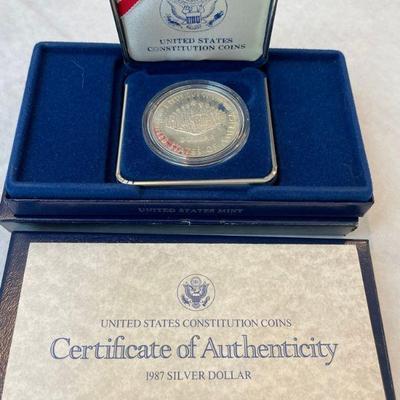 UNITED STATES
CONSTITUTION COINS
UNITED STATES MINT
UNITED STATES CONSTITUTION COINS
Certificate of Authenticity
1987 SILVER DOLLAR